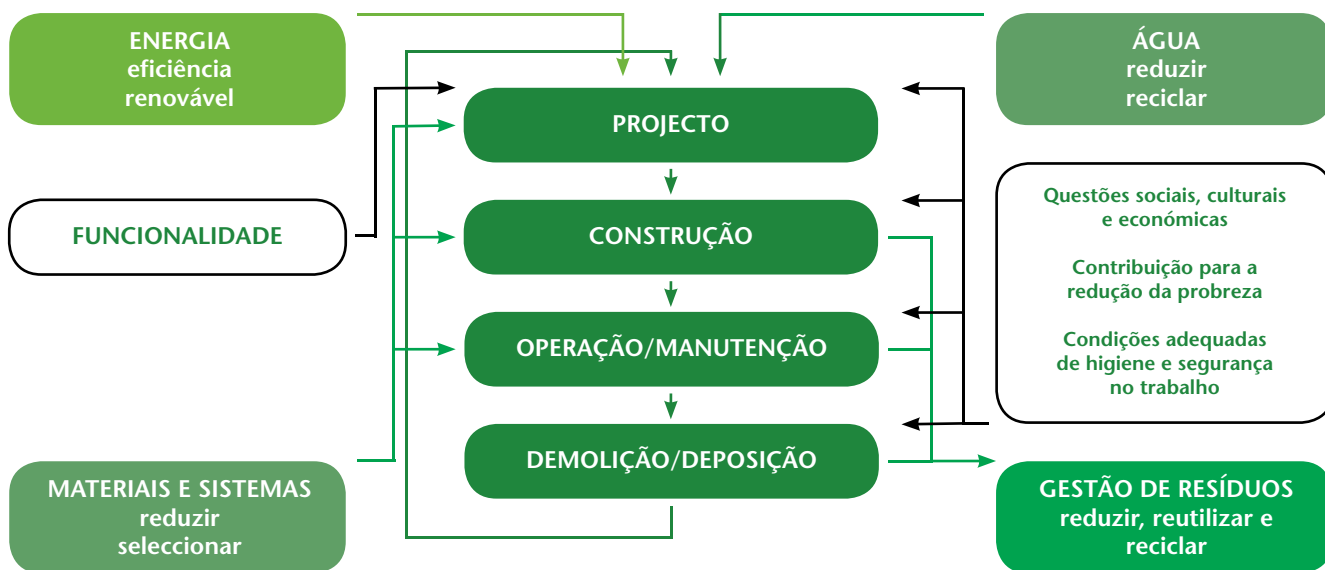 ENERGIA
eficiência
renovável
ÁGUA
reduzir
reciclar
PROJECTO
FUNCIONALIDADE
CONSTRUÇÃO
Questões sociais, culturais
e económicas
Contribuição para a
redução da probreza
Condições adequadas
de higiene e segurança
no trabalho
OPERAÇÃO/MANUTENÇÃO
DEMOLIÇÃO/DEPOSIÇÃO
MATERIAIS E SISTEMAS
reduzir
seleccionar
GESTÃO DE RESÍDUOS
reduzir, reutilizar e
reciclar